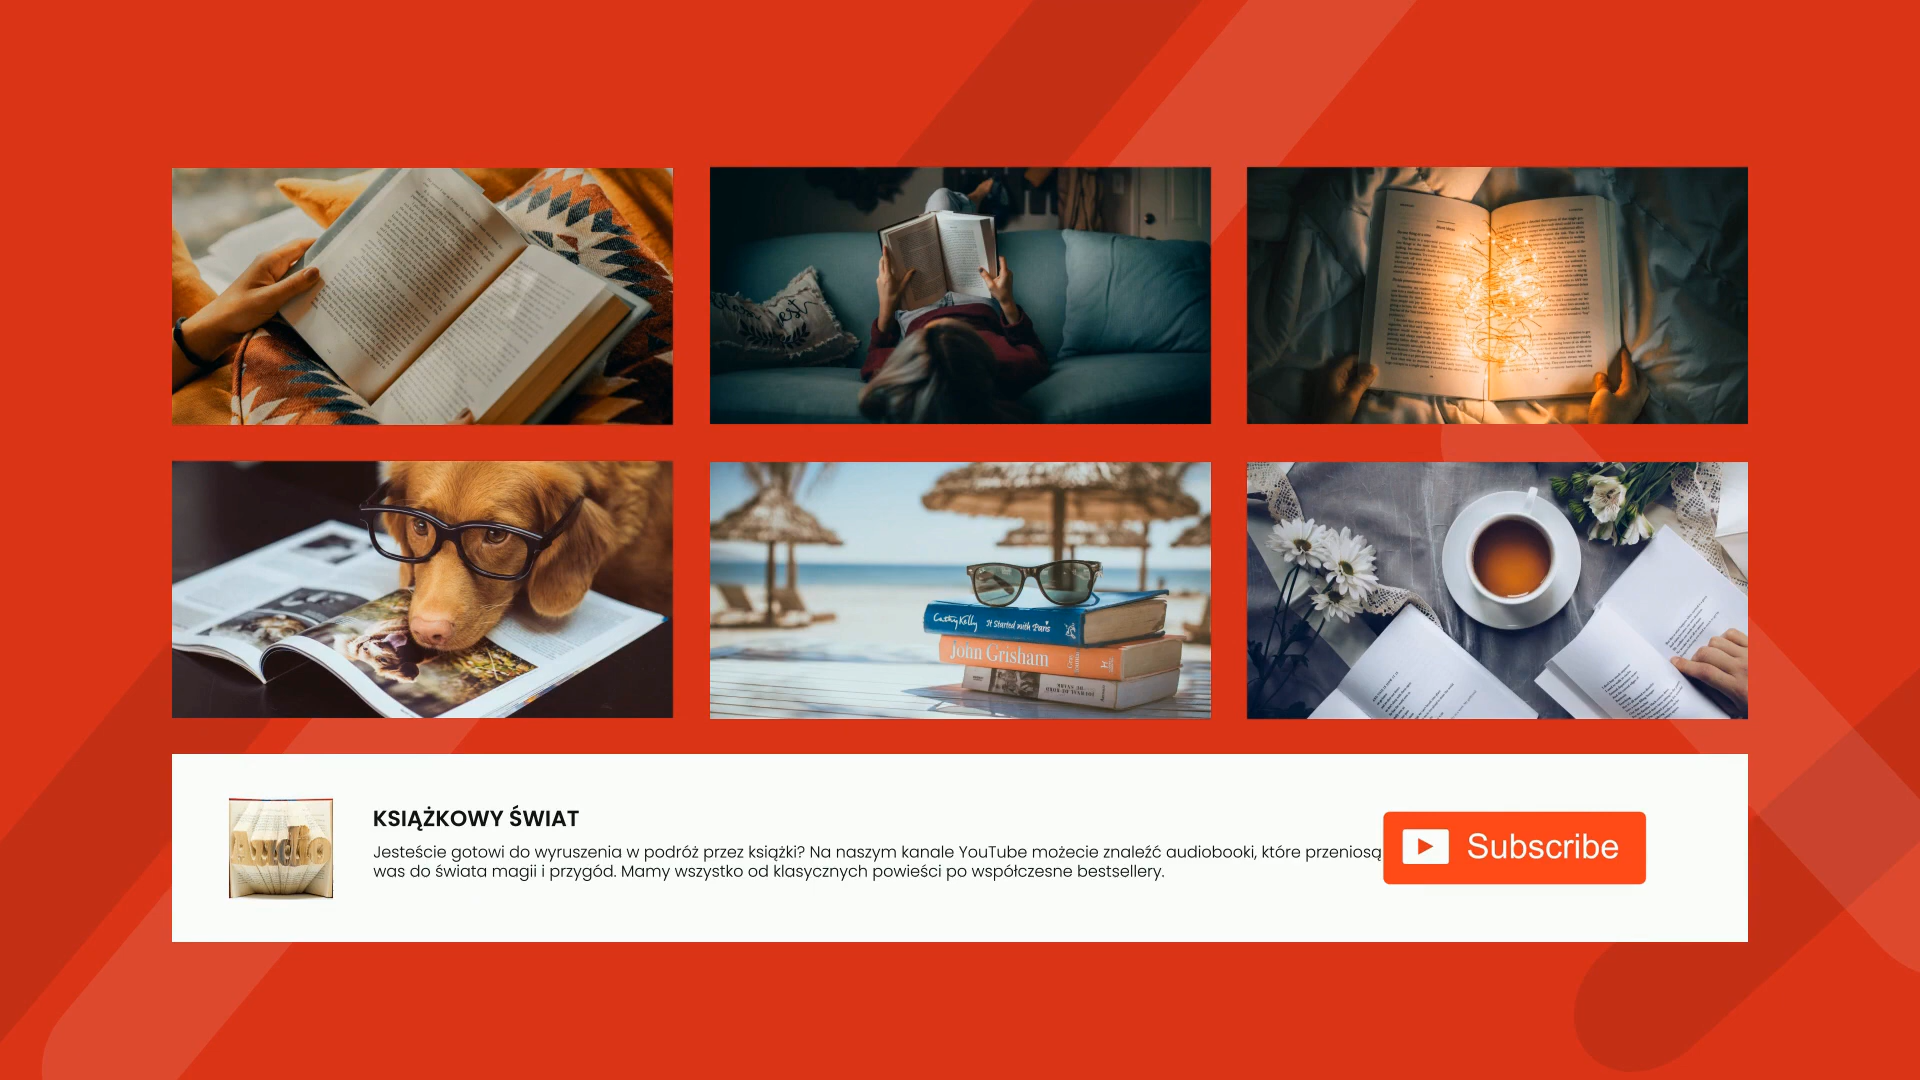 Cathy Kelly It Started with Paris
John Grisham
KSIĄŻKOWY ŚWIAT
Jesteście gotowi do wyruszenia w podróż przez książki? Na naszym kanale YouTube możecie znaleźć audiobooki, które przeniosą
was do świata magii i przygód. Mamy wszystko od klasycznych powieści po współczesne bestsellery.
Audio
Subscribe